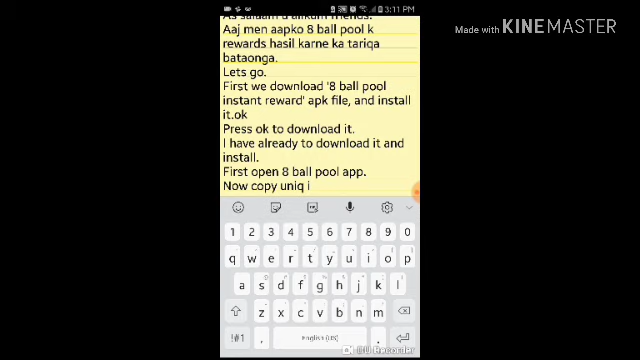 3:11 PM
Made with KINEMASTER
As salaam u alikum friends.
Aaj men aapko 8 ball pool k
rewards hasil karne ka tariqa
bataonga.
Lets go.
First we download '8 ball pool
instant reward' apk file, and install
it.ok
Press ok to download it.
I have already to download it and
install.
First open 8 ball pool app.
Now copy uniq i
1 2 3 4 5 6 7 8 9 0
q w e r t y u i o p
a s d f g h j k l
z x c v b n m
!#1 , English (US) .
DU Recorder